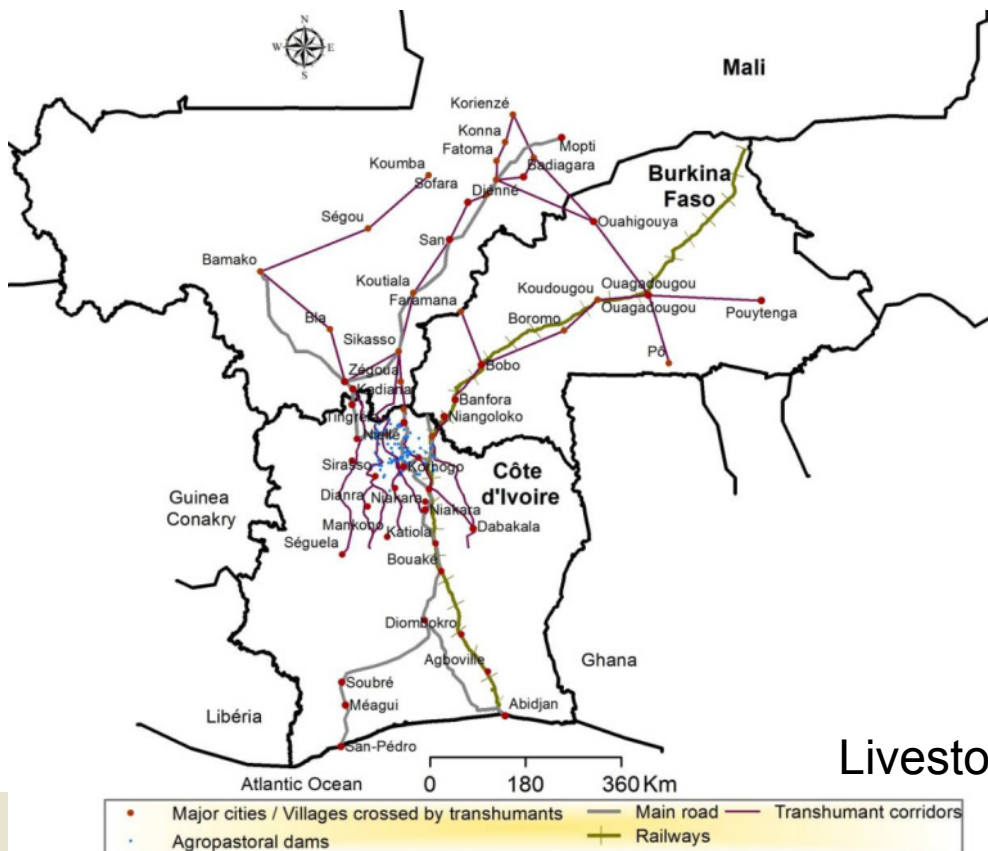 N
W E
S
Mali
Korienzé
Konna
Fatoma
Mopti
Koumba
Badiagara
Sofara
Burkina
Faso
Diénné
Ségou
Ouahigouya
San
Bamako
Koutiala
Faramana
Koudougou
Ouagadougou
Ouagadougou
Pouytenga
Bla
Boromo
Sikasso
Pô
Bobo
Zégoua
Kadiana
Banfora
Niangoloko
Tingréla
Niellé
Sirasso
Korhogo
Côte
d'Ivoire
Guinea
Conakry
Dianra
Niakara
Niakara
Mankono
Katiola
Dabakala
Séguela
Bouaké
Diombokro
Agboville
Ghana
Soubré
Méagui
Abidjan
Libéria
San-Pédro
Livesto
Atlantic Ocean
0 180 360 Km
Major cities / Villages crossed by transhumants
Main road
Transhumant corridors
Agropastoral dams
Railways